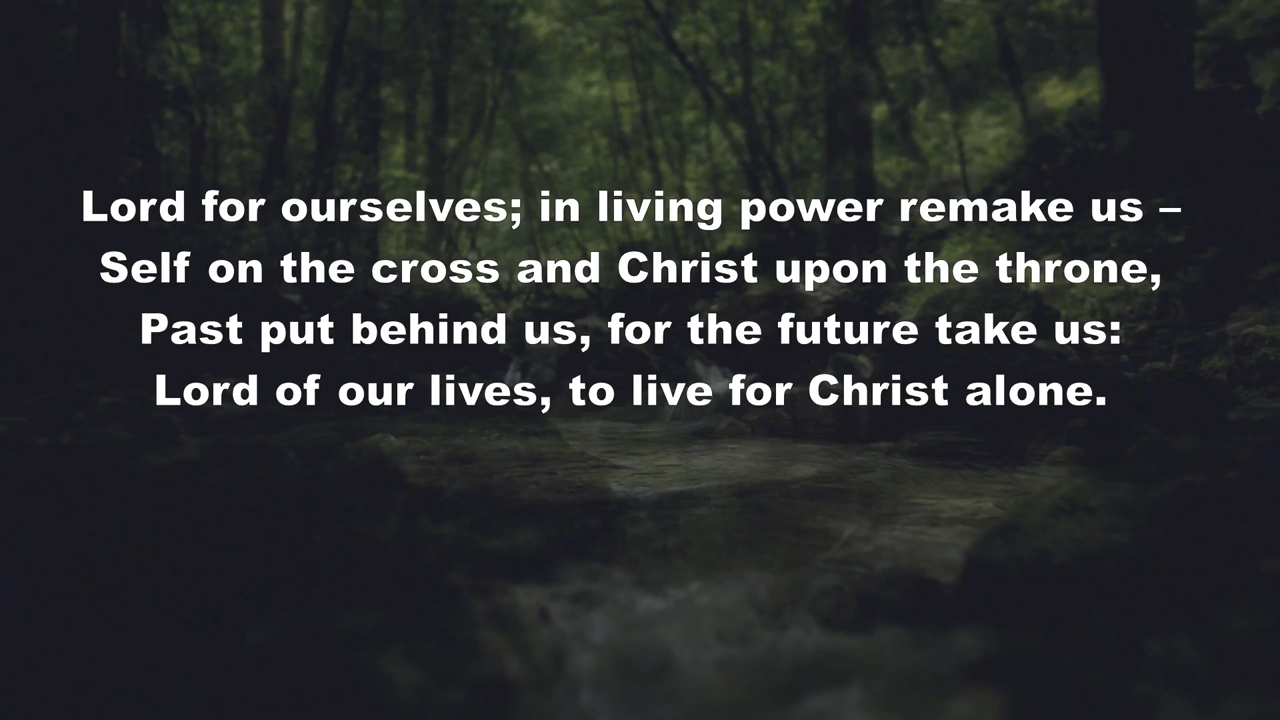 Lord for ourselves; in living power remake us –
Self on the cross and Christ upon the throne,
Past put behind us, for the future take us:
Lord of our lives, to live for Christ alone.